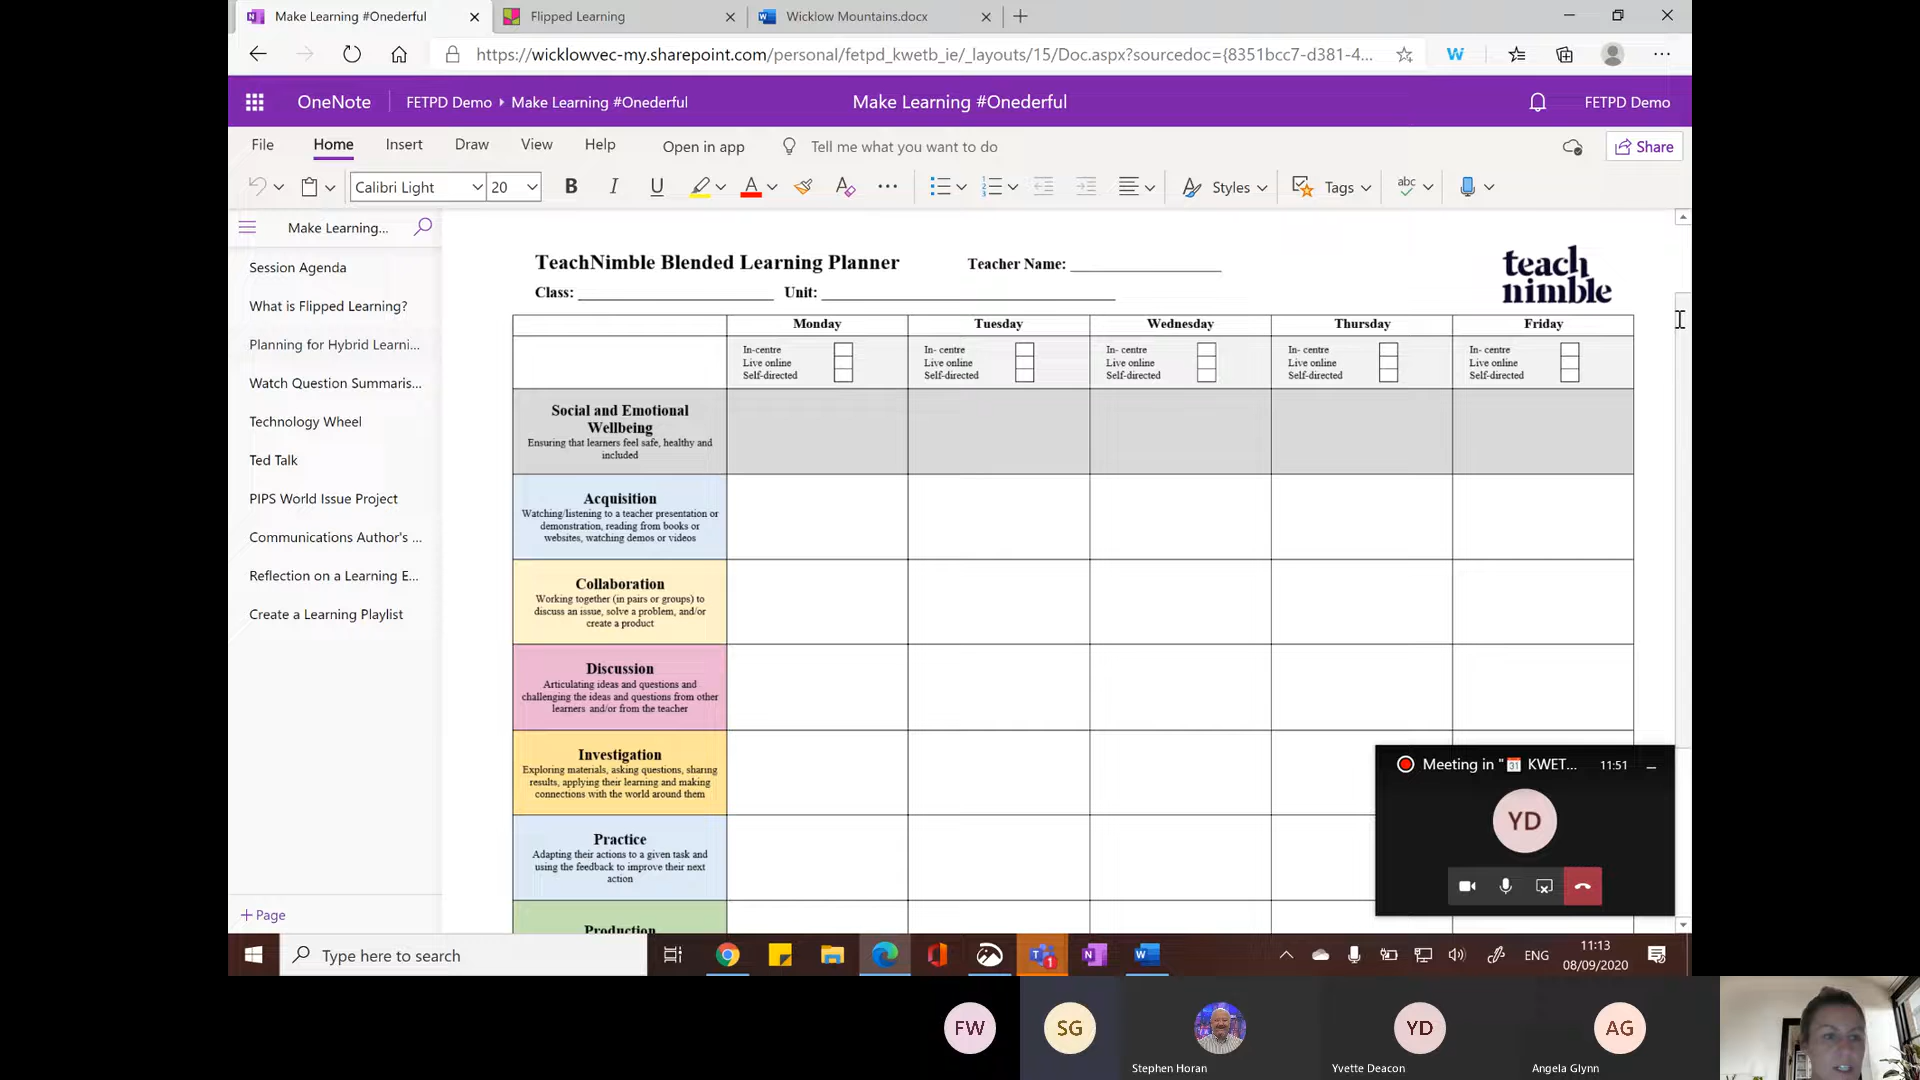 Make Learning #Onederful
Flipped Learning
Wicklow Mountains.docx
https://wicklowvec-my.sharepoint.com/personal/fetpd_kwetb_ie/_layouts/15/Doc.aspx?sourcedoc={8351bcc7-d381-4...
W
OneNote
FETPD Demo
Make Learning #Onederful
Make Learning #Onederful
FETPD Demo
File
Home
Insert
Draw
View
Help
Open in app
Tell me what you want to do
Share
Calibri Light
20
B
I
U
A
A
Styles
Tags
abc
Make Learning...
Session Agenda
What is Flipped Learning?
Planning for Hybrid Learni...
Watch Question Summaris...
Technology Wheel
Ted Talk
PIPS World Issue Project
Communications Author's ...
Reflection on a Learning E...
Create a Learning Playlist
+ Page
TeachNimble Blended Learning Planner
Teacher Name: ____________________
Class: __________________________
Unit: _______________________________________
teach
nimble
Monday
Tuesday
Wednesday
Thursday
Friday
In-centre
Live online
Self-directed
In- centre
Live online
Self-directed
In- centre
Live online
Self-directed
In- centre
Live online
Self-directed
In- centre
Live online
Self-directed
Social and Emotional
Wellbeing
Ensuring that learners feel safe, healthy and
included
Acquisition
Watching/listening to a teacher presentation or
demonstration, reading from books or
websites, watching demos or videos
Collaboration
Working together (in pairs or groups) to
discuss an issue, solve a problem, and/or
create a product
Discussion
Articulating ideas and questions and
challenging the ideas and questions from other
learners and/or from the teacher
Investigation
Exploring materials, asking questions, sharing
results, applying their learning and making
connections with the world around them
Practice
Adapting their actions to a given task and
using the feedback to improve their next
action
Production
Meeting in "31 KWET...
11:51
YD
Type here to search
ENG
11:13
08/09/2020
FW
SG
YD
AG
Stephen Horan
Yvette Deacon
Angela Glynn